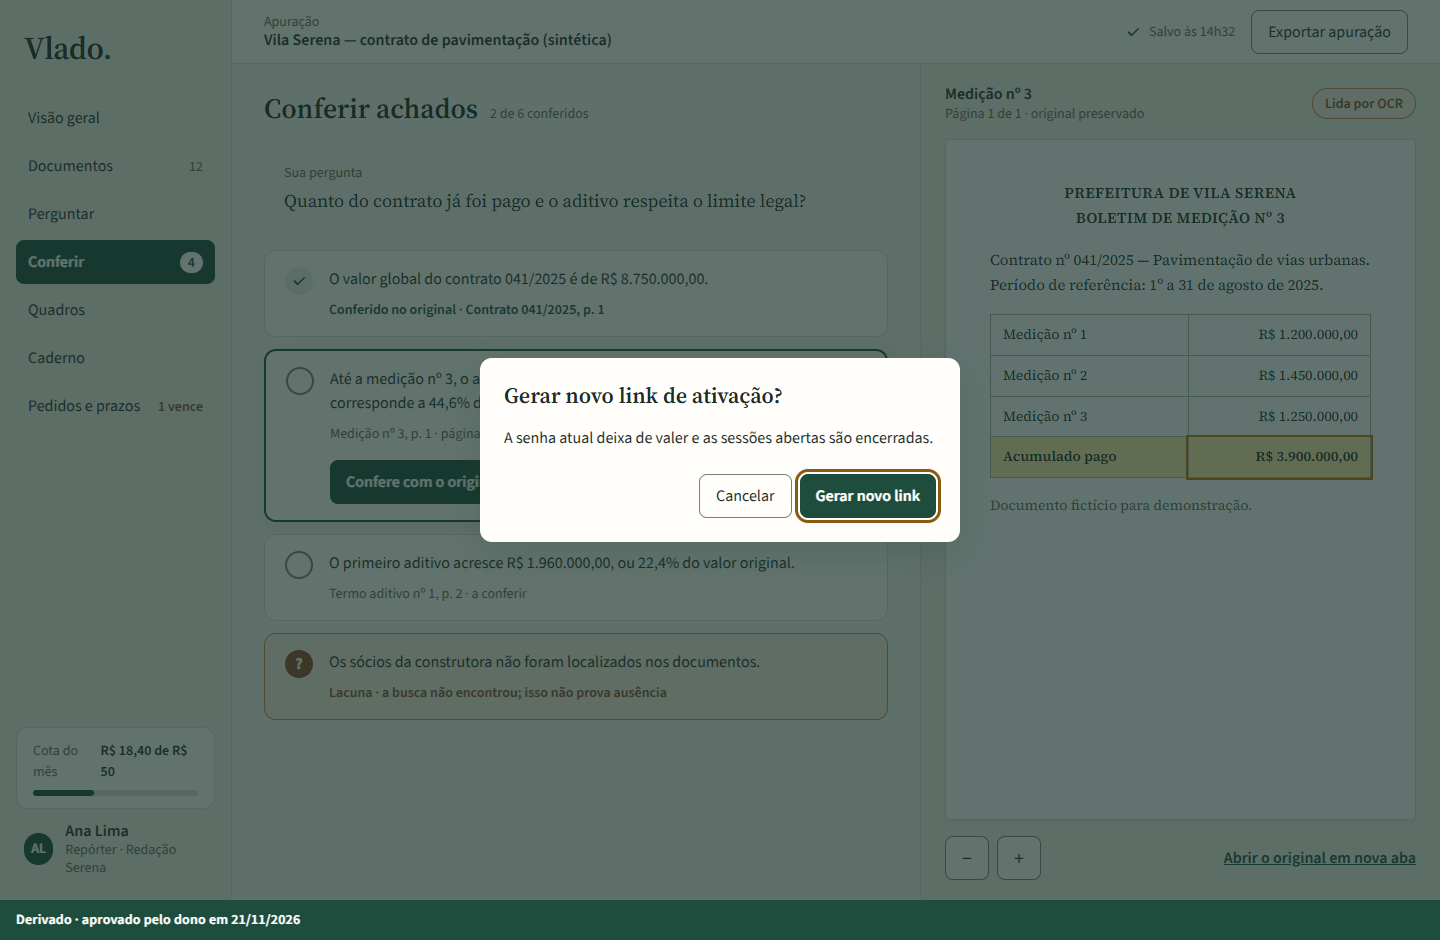 Vlado.
Visão geral
Documentos 12
Perguntar
Conferir 4
Quadros
Caderno
Pedidos e prazos 1 vence
Cota do mês R$ 18,40 de R$ 50
AL
Ana Lima
Repórter · Redação
Serena
Apuração
Vila Serena — contrato de pavimentação (sintética)
Salvo às 14h32
Exportar apuração
Conferir achados 2 de 6 conferidos
Sua pergunta
Quanto do contrato já foi pago e o aditivo respeita o limite legal?
O valor global do contrato 041/2025 é de R$ 8.750.000,00.
Conferido no original · Contrato 041/2025, p. 1
Até a medição nº 3, o a
corresponde a 44,6% d
Medição nº 3, p. 1 · página
Confere com o origi
O primeiro aditivo acresce R$ 1.960.000,00, ou 22,4% do valor original.
Termo aditivo nº 1, p. 2 · a conferir
?
Os sócios da construtora não foram localizados nos documentos.
Lacuna · a busca não encontrou; isso não prova ausência
Gerar novo link de ativação?
A senha atual deixa de valer e as sessões abertas são encerradas.
Cancelar
Gerar novo link
Medição nº 3
Página 1 de 1 · original preservado
Lida por OCR
PREFEITURA DE VILA SERENA
BOLETIM DE MEDIÇÃO Nº 3
Contrato nº 041/2025 — Pavimentação de vias urbanas.
Período de referência: 1º a 31 de agosto de 2025.
Medição nº 1 R$ 1.200.000,00
Medição nº 2 R$ 1.450.000,00
Medição nº 3 R$ 1.250.000,00
Acumulado pago R$ 3.900.000,00
Documento fictício para demonstração.
− +
Abrir o original em nova aba
Derivado · aprovado pelo dono em 21/11/2026